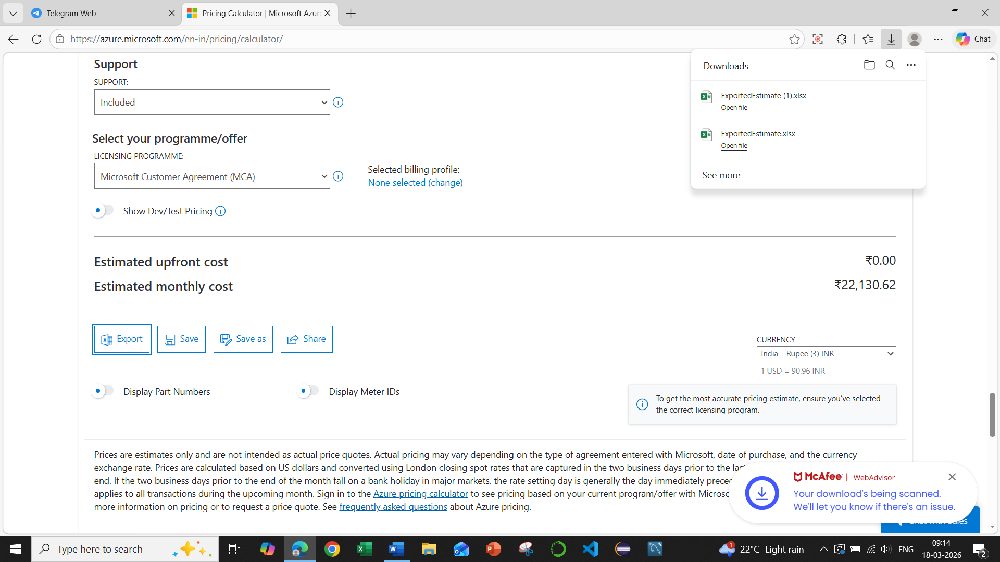 Telegram Web
Pricing Calculator | Microsoft Azure
https://azure.microsoft.com/en-in/pricing/calculator/
Chat
Downloads
ExportedEstimate (1).xlsx
Open file
ExportedEstimate.xlsx
Open file
See more
Support
SUPPORT:
Included
Select your programme/offer
LICENSING PROGRAMME:
Microsoft Customer Agreement (MCA)
Selected billing profile:
None selected (change)
Show Dev/Test Pricing
Estimated upfront cost
₹0.00
Estimated monthly cost
₹22,130.62
Export
Save
Save as
Share
CURRENCY
India – Rupee (₹) INR
1 USD = 90.96 INR
Display Part Numbers
Display Meter IDs
To get the most accurate pricing estimate, ensure you’ve selected
the correct licensing program.
Prices are estimates only and are not intended as actual price quotes. Actual pricing may vary depending on the type of agreement entered with Microsoft, date of purchase, and the currency
exchange rate. Prices are calculated based on US dollars and converted using London closing spot rates that are captured in the two business days prior to the
end. If the two business days prior to the end of the month fall on a bank holiday in major markets, the rate setting day is generally the day immediately
applies to all transactions during the upcoming month. Sign in to the Azure pricing calculator to see pricing based on your current program/offer with
more information on pricing or to request a price quote. See frequently asked questions about Azure pricing.
McAfee | WebAdvisor
Your download's being scanned.
We'll let you know if there's an issue.
Type here to search
1
22°C Light rain
ENG
09:14
18-03-2026
2